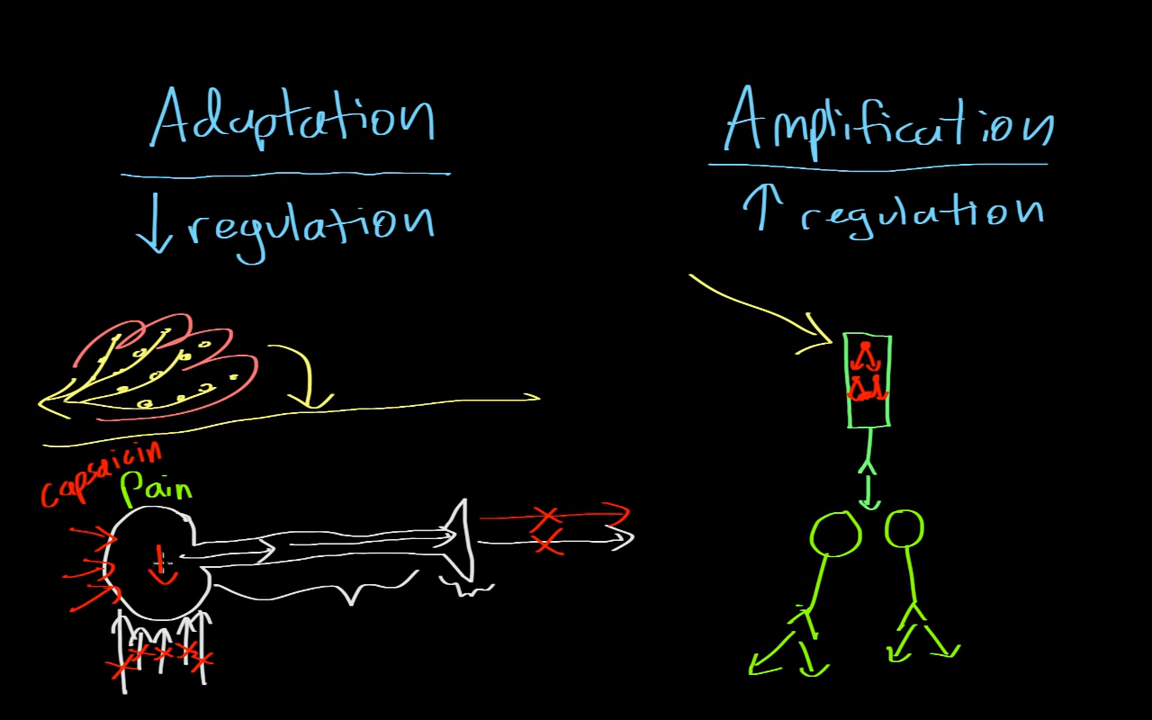 Adaptation
↓ regulation
Amplification
↑ regulation
Capsaicin
Pain